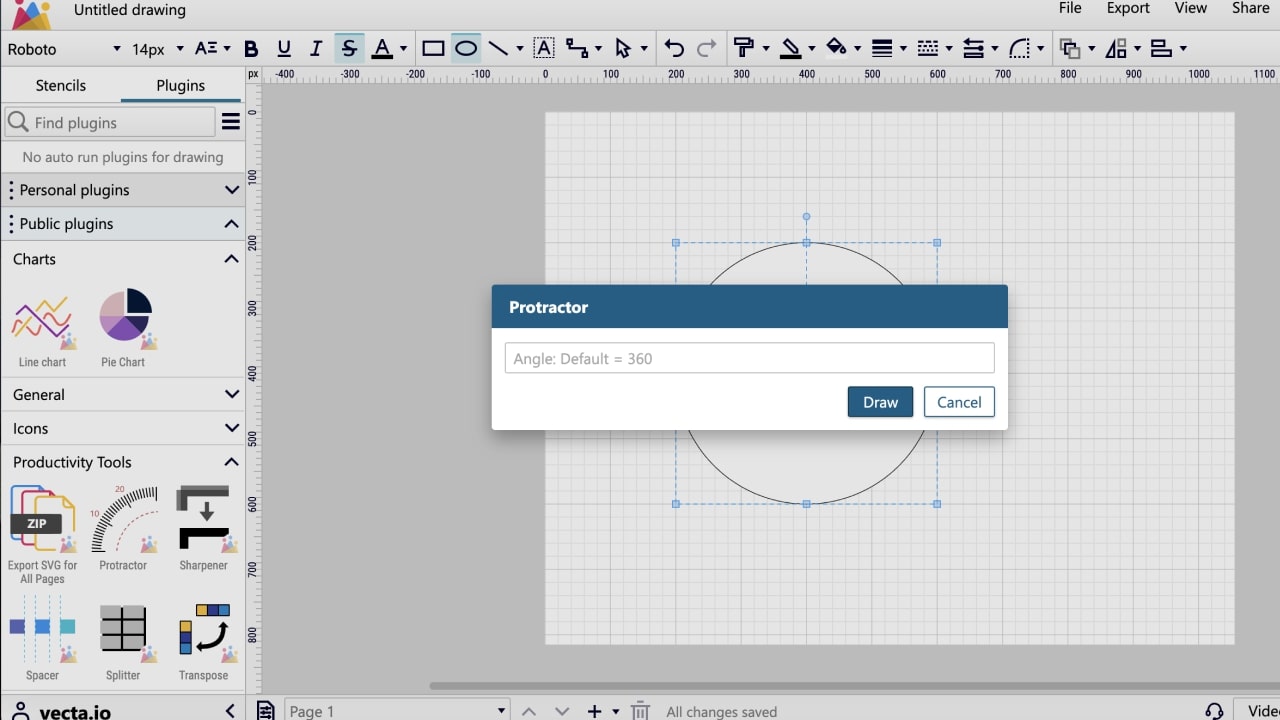 Untitled drawing
File Export View Share
Roboto 14px AΞ B U I S A A
Stencils Plugins
px -400 -300 -200 -100 0 100 200 300 400 500 600 700 800 900 1000 1100
Find plugins
No auto run plugins for drawing
Personal plugins
Public plugins
Charts
Line chart Pie Chart
General
Icons
Productivity Tools
ZIP
20
10
Export SVG for
All Pages
Protractor
Sharpener
Spacer Splitter Transpose
0
100
200
300
400
500
600
700
800
Protractor
Angle: Default = 360
Draw Cancel
vecta.io
Page 1
All changes saved
Video